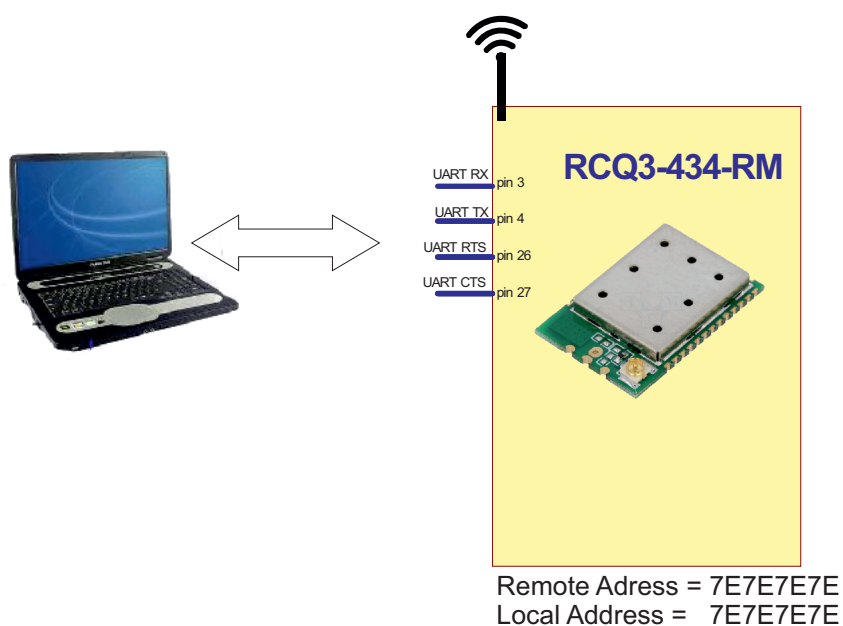 RCQ3-434-RM
UART RX pin 3
UART TX pin 4
UART RTS pin 26
UART CTS pin 27
Remote Adress = 7E7E7E7E
Local Address = 7E7E7E7E